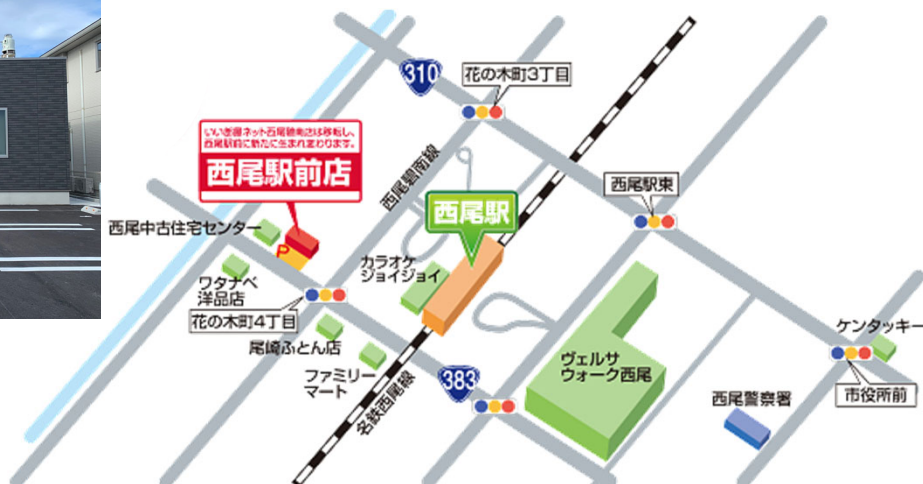 310
花の木町3丁目
いい部屋ネット西尾碧南店は移転し、
西尾駅前に新たに生まれ変わります。
西尾駅前店
西尾碧南線
西尾駅東
西尾駅
西尾中古住宅センター
P
カラオケ
ジョイジョイ
ワタナベ
洋品店
花の木町4丁目
尾崎ふとん店
ファミリー
マート
名鉄西尾線
383
ヴェルサ
ウォーク西尾
ケンタッキー
市役所前
西尾警察署